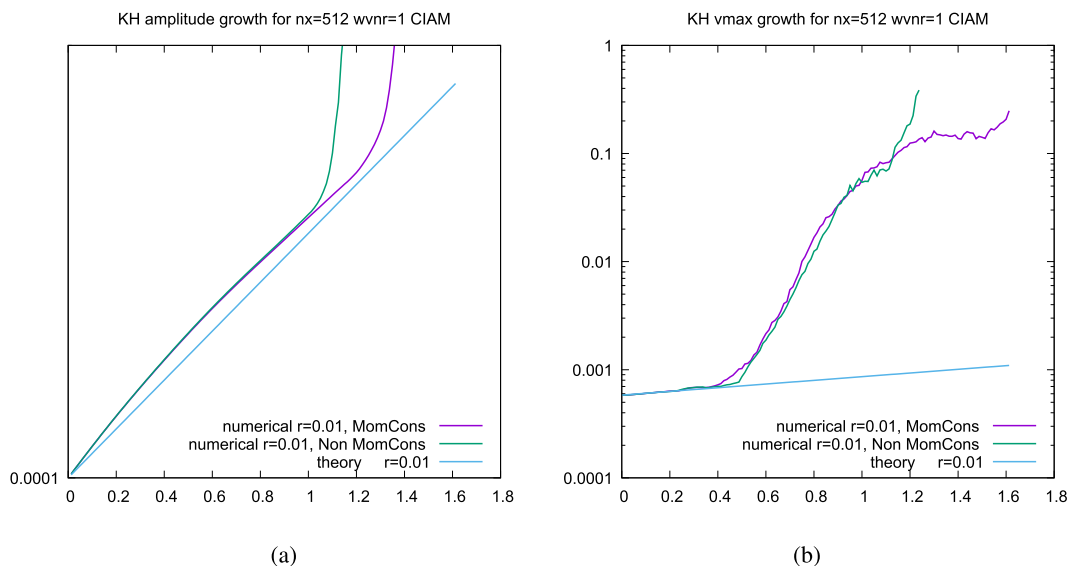 KH amplitude growth for nx=512 wvnr=1 CIAM
0.0001
0 0.2 0.4 0.6 0.8 1 1.2 1.4 1.6 1.8
numerical r=0.01, MomCons
numerical r=0.01, Non MomCons
theory r=0.01
(a)
KH vmax growth for nx=512 wvnr=1 CIAM
1
0.1
0.01
0.001
0.0001
0 0.2 0.4 0.6 0.8 1 1.2 1.4 1.6 1.8
numerical r=0.01, MomCons
numerical r=0.01, Non MomCons
theory r=0.01
(b)